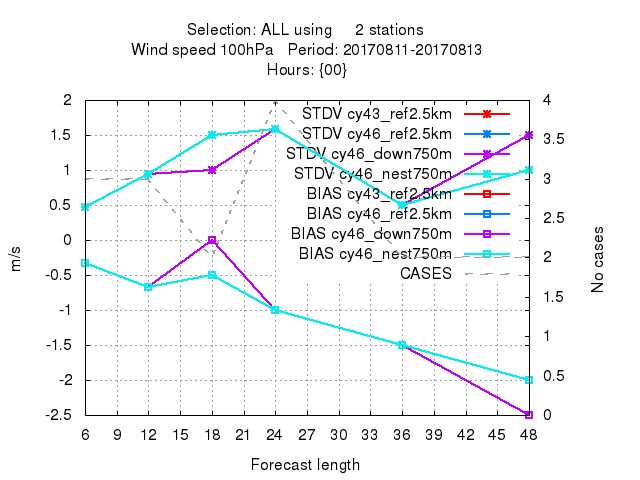 Selection: ALL using 2 stations
Wind speed 100hPa Period: 20170811-20170813
Hours: {00}
STDV cy43_ref2.5km
STDV cy46_ref2.5km
STDV cy46_down750m
STDV cy46_nest750m
BIAS cy43_ref2.5km
BIAS cy46_ref2.5km
BIAS cy46_down750m
BIAS cy46_nest750m
CASES
2
1.5
1
0.5
0
-0.5
-1
-1.5
-2
-2.5
m/s
4
3.5
3
2.5
2
1.5
1
0.5
0
No cases
6 9 12 15 18 21 24 27 30 33 36 39 42 45 48
Forecast length